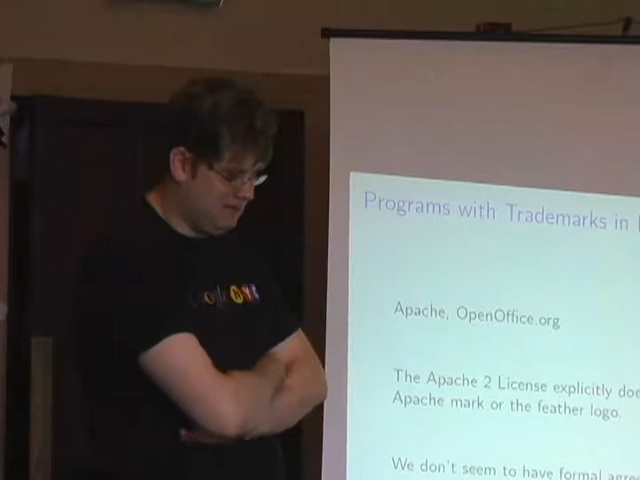 Programs with Trademarks in
Apache, OpenOffice.org
The Apache 2 License explicitly doe
Apache mark or the feather logo.
We don't seem to have formal agree